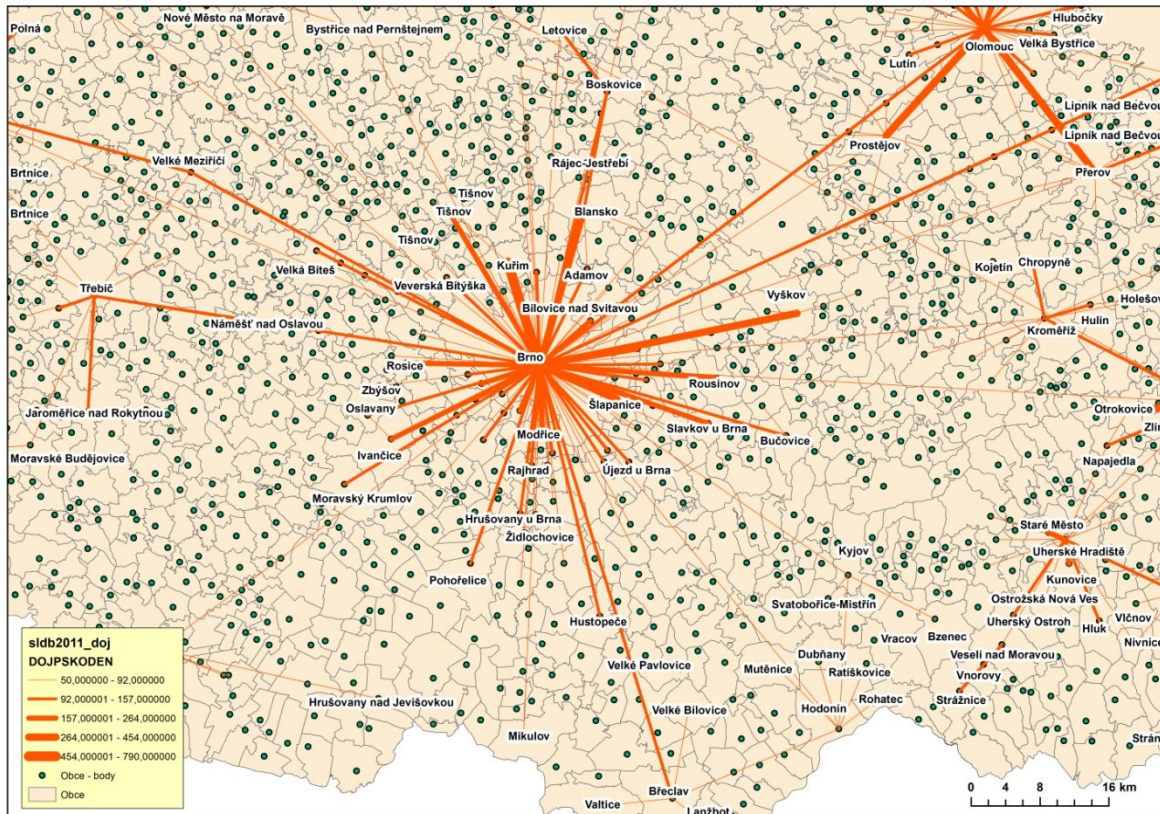 Polná
Nové Město na Moravě
Bystřice nad Pernštejnem
Letovice
Hlubočky
Olomouc
Velká Bystřice
Lutín
Boskovice
Lipník nad Bečvou
Lipník nad Bečvou
Prostějov
Přerov
Velké Meziříčí
Rájec-Jestřebí
Brtnice
Tišnov
Tišnov
Blansko
Brtnice
Tišnov
Kuřim
Adamov
Velká Bíteš
Veverská Bítýška
Kojetín
Chropyně
Třebíč
Vyškov
Holešov
Bílovice nad Svitavou
Náměšť nad Oslavou
Hulín
Kroměříž
Brno
Rosice
Rousínov
Zbýšov
Oslavany
Šlapanice
Jaroměřice nad Rokytnou
Otrokovice
Slavkov u Brna
Zlín
Modřice
Bučovice
Moravské Budějovice
Ivančice
Napajedla
Rajhrad
Újezd u Brna
Moravský Krumlov
Hrušovany u Brna
Staré Město
Židlochovice
Kyjov
Uherské Hradiště
Pohořelice
Kunovice
Ostrožská Nová Ves
Svatobořice-Mistřín
Hustopeče
Uherský Ostroh
Vlčnov
Hluk
Bzenec
Vracov
Nivnice
Dubňany
Veselí nad Moravou
Velké Pavlovice
Mutěnice
Ratíškovice
Vnorovy
Strážnice
Hrušovany nad Jevišovkou
Rohatec
Velké Bílovice
Hodonín
Mikulov
Strán
Břeclav
Valtice
Lanžhot
sldb2011_doj
DOJPSKODEN
50,000000 - 92,000000
92,000001 - 157,000000
157,000001 - 264,000000
264,000001 - 454,000000
454,000001 - 790,000000
Obce - body
Obce
0 2 4 8 12 16 km